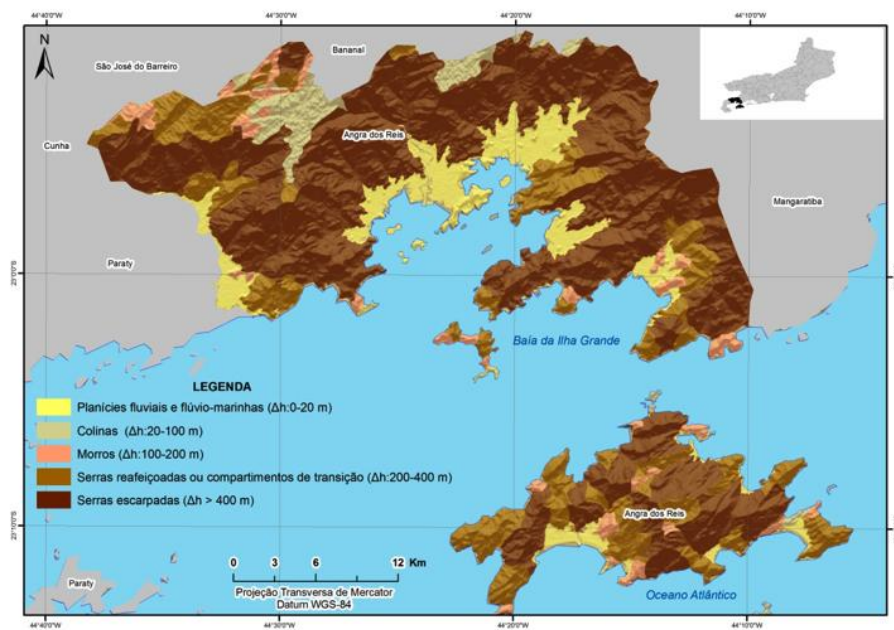 44°40'0"W
44°30'0"W
44°20'0"W
44°10'0"W
N
Bananal
São José do Barreiro
Angra dos Reis
Cunha
Mangaratiba
Paraty
23°0'0"S
Baía da Ilha Grande
LEGENDA
Planícies fluviais e flúvio-marinhas (Δh:0-20 m)
Colinas (Δh:20-100 m)
Morros (Δh:100-200 m)
Serras reafeiçoadas ou compartimentos de transição (Δh:200-400 m)
Serras escarpadas (Δh > 400 m)
Angra dos Reis
23°10'0"S
23°10'0"S
0 3 6 12 Km
Paraty
Projeção Transversa de Mercator
Datum WGS-84
Oceano Atlântico
44°40'0"W
44°30'0"W
44°20'0"W
44°10'0"W